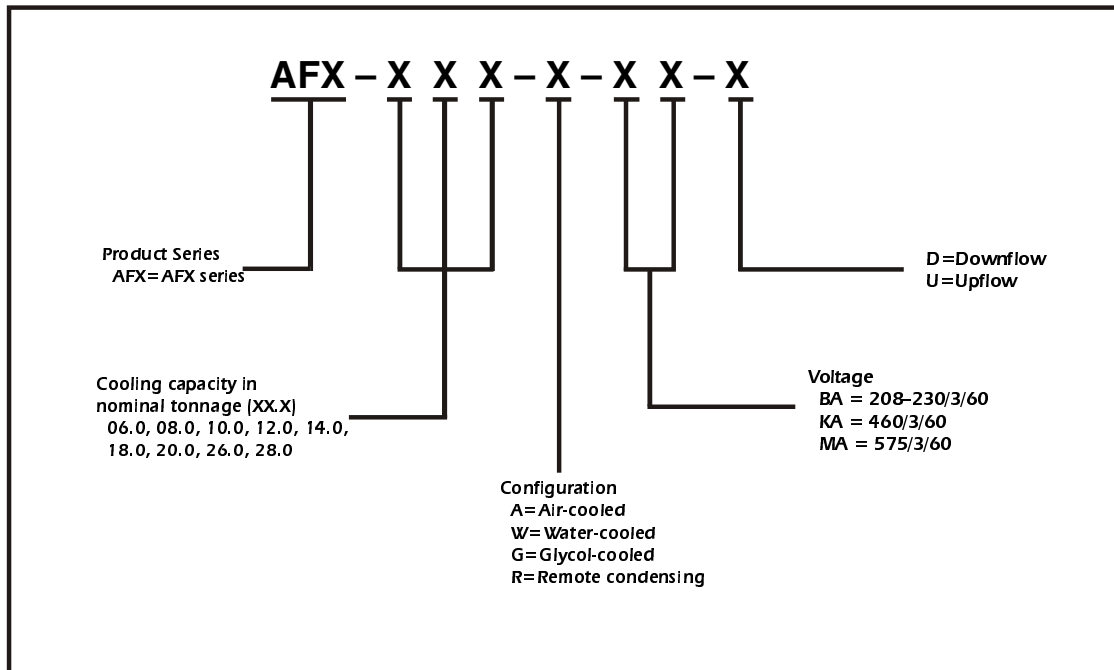 AFX – X X X – X – X X – X
Product Series
AFX= AFX series
D=Downflow
U=Upflow
Cooling capacity in
nominal tonnage (XX.X)
06.0, 08.0, 10.0, 12.0, 14.0,
18.0, 20.0, 26.0, 28.0
Voltage
BA = 208–230/3/60
KA = 460/3/60
MA = 575/3/60
Configuration
A=Air-cooled
W=Water-cooled
G=Glycol-cooled
R=Remote condensing